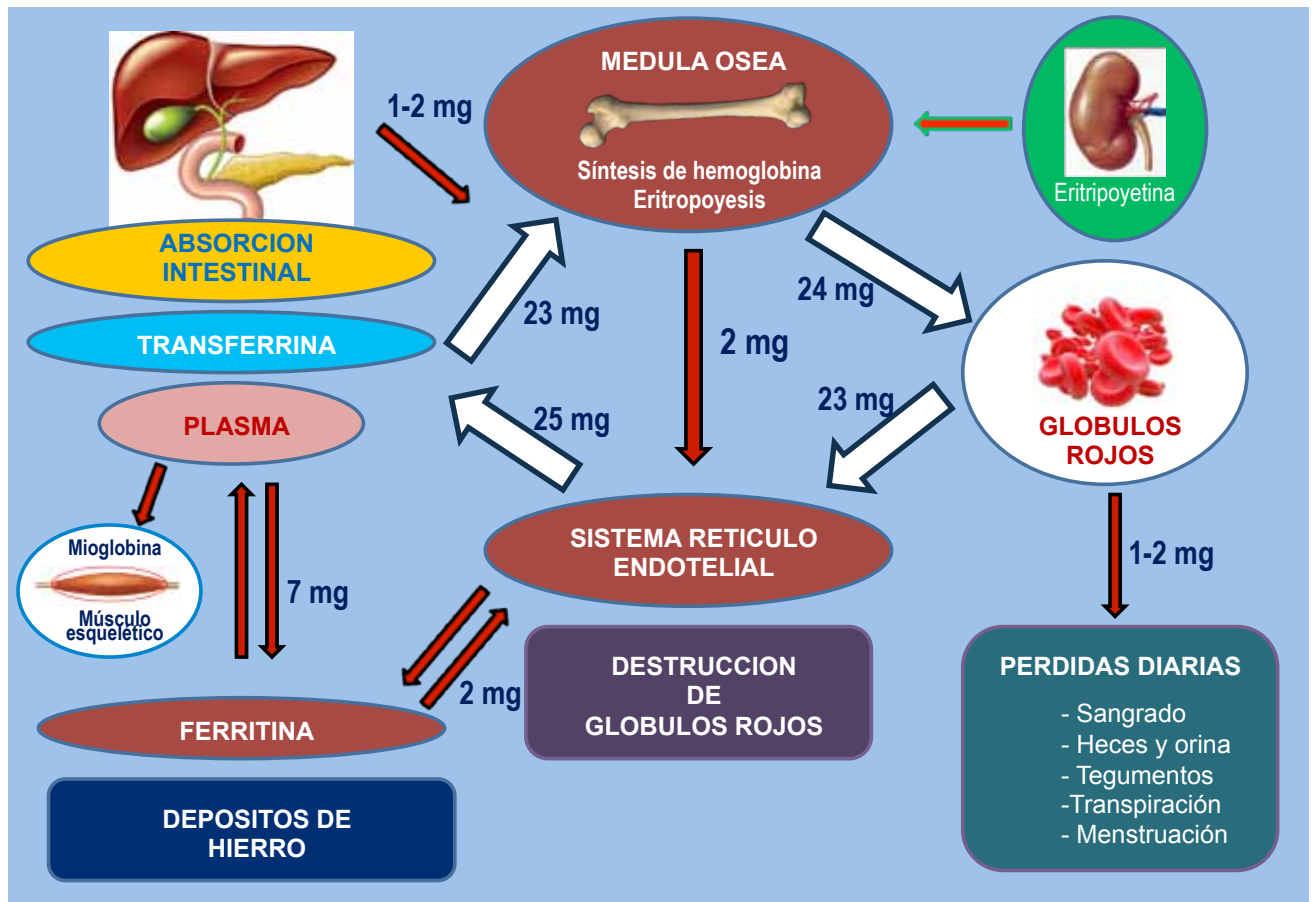 MEDULA OSEA
Síntesis de hemoglobina
Eritropoyesis
1-2 mg
Eritripoyetina
ABSORCION
INTESTINAL
23 mg
24 mg
TRANSFERRINA
2 mg
PLASMA
25 mg
23 mg
GLOBULOS
ROJOS
Mioglobina
Músculo
esquelético
7 mg
SISTEMA RETICULO
ENDOTELIAL
1-2 mg
2 mg
FERRITINA
DESTRUCCION
DE
GLOBULOS ROJOS
PERDIDAS DIARIAS
- Sangrado
- Heces y orina
- Tegumentos
-Transpiración
- Menstruación
DEPOSITOS DE
HIERRO